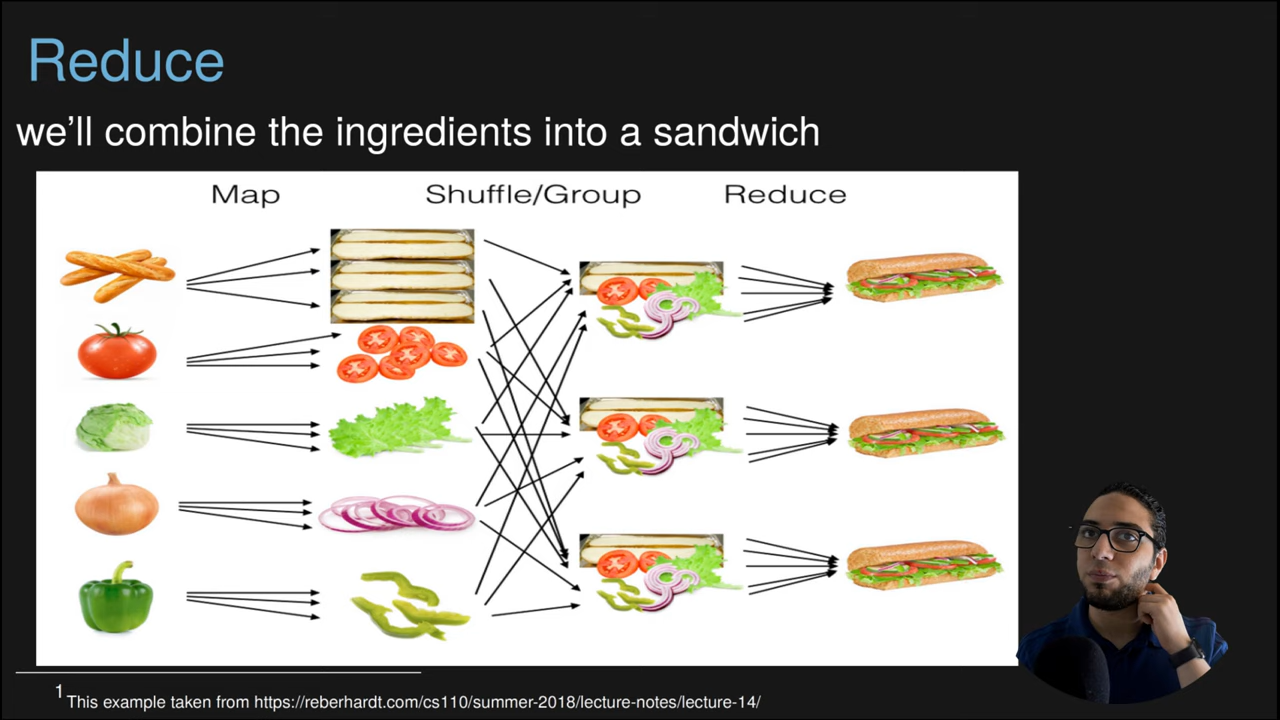 Reduce
we’ll combine the ingredients into a sandwich
Map Shuffle/Group Reduce
1 This example taken from https://reberhardt.com/cs110/summer-2018/lecture-notes/lecture-14/